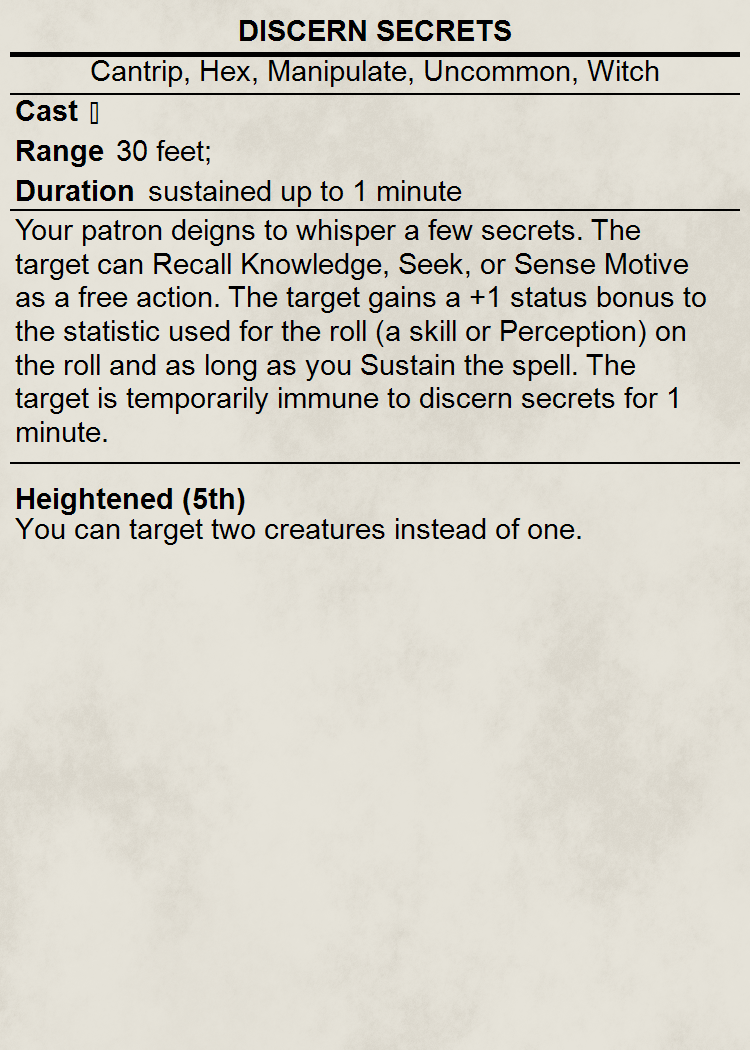 DISCERN SECRETS
Cantrip, Hex, Manipulate, Uncommon, Witch
Cast ▯
Range 30 feet;
Duration sustained up to 1 minute
Your patron deigns to whisper a few secrets. The
target can Recall Knowledge, Seek, or Sense Motive
as a free action. The target gains a +1 status bonus to
the statistic used for the roll (a skill or Perception) on
the roll and as long as you Sustain the spell. The
target is temporarily immune to discern secrets for 1
minute.
Heightened (5th)
You can target two creatures instead of one.